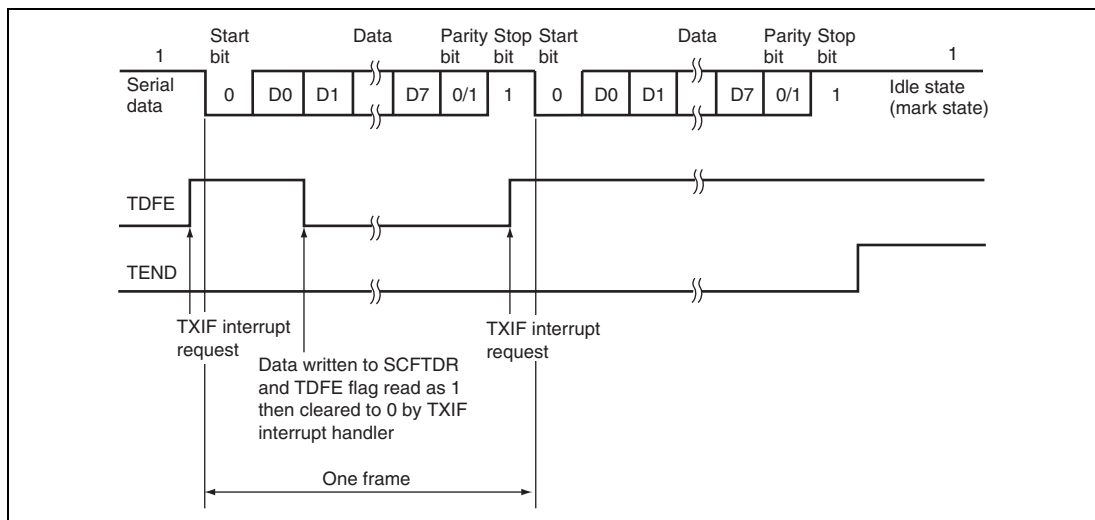 Start Data Parity Stop Start Data Parity Stop
1 bit bit bit bit bit bit 1
Serial data 0 D0 D1 D7 0/1 1 0 D0 D1 D7 0/1 1 Idle state (mark state)
TDFE
TEND
TXIF interrupt
request
TXIF interrupt
request
Data written to SCFTDR
and TDFE flag read as 1
then cleared to 0 by TXIF
interrupt handler
One frame